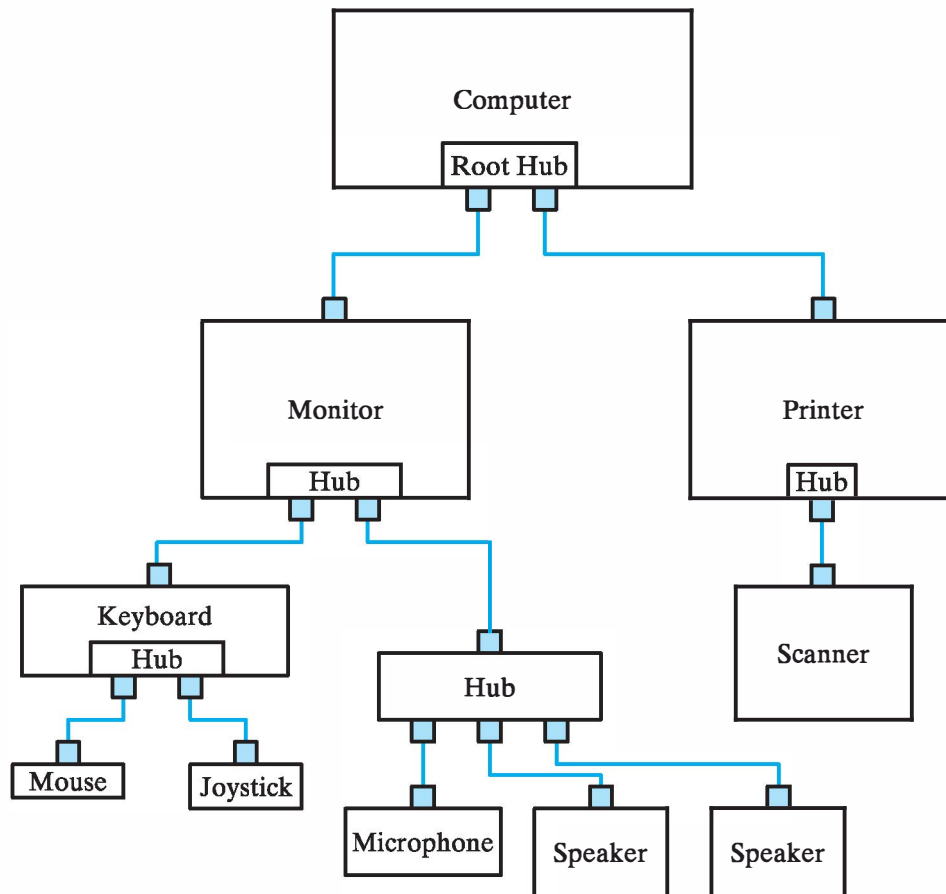 Computer
Root Hub
Monitor
Printer
Hub
Hub
Keyboard
Hub
Scanner
Hub
Mouse
Joystick
Microphone
Speaker
Speaker